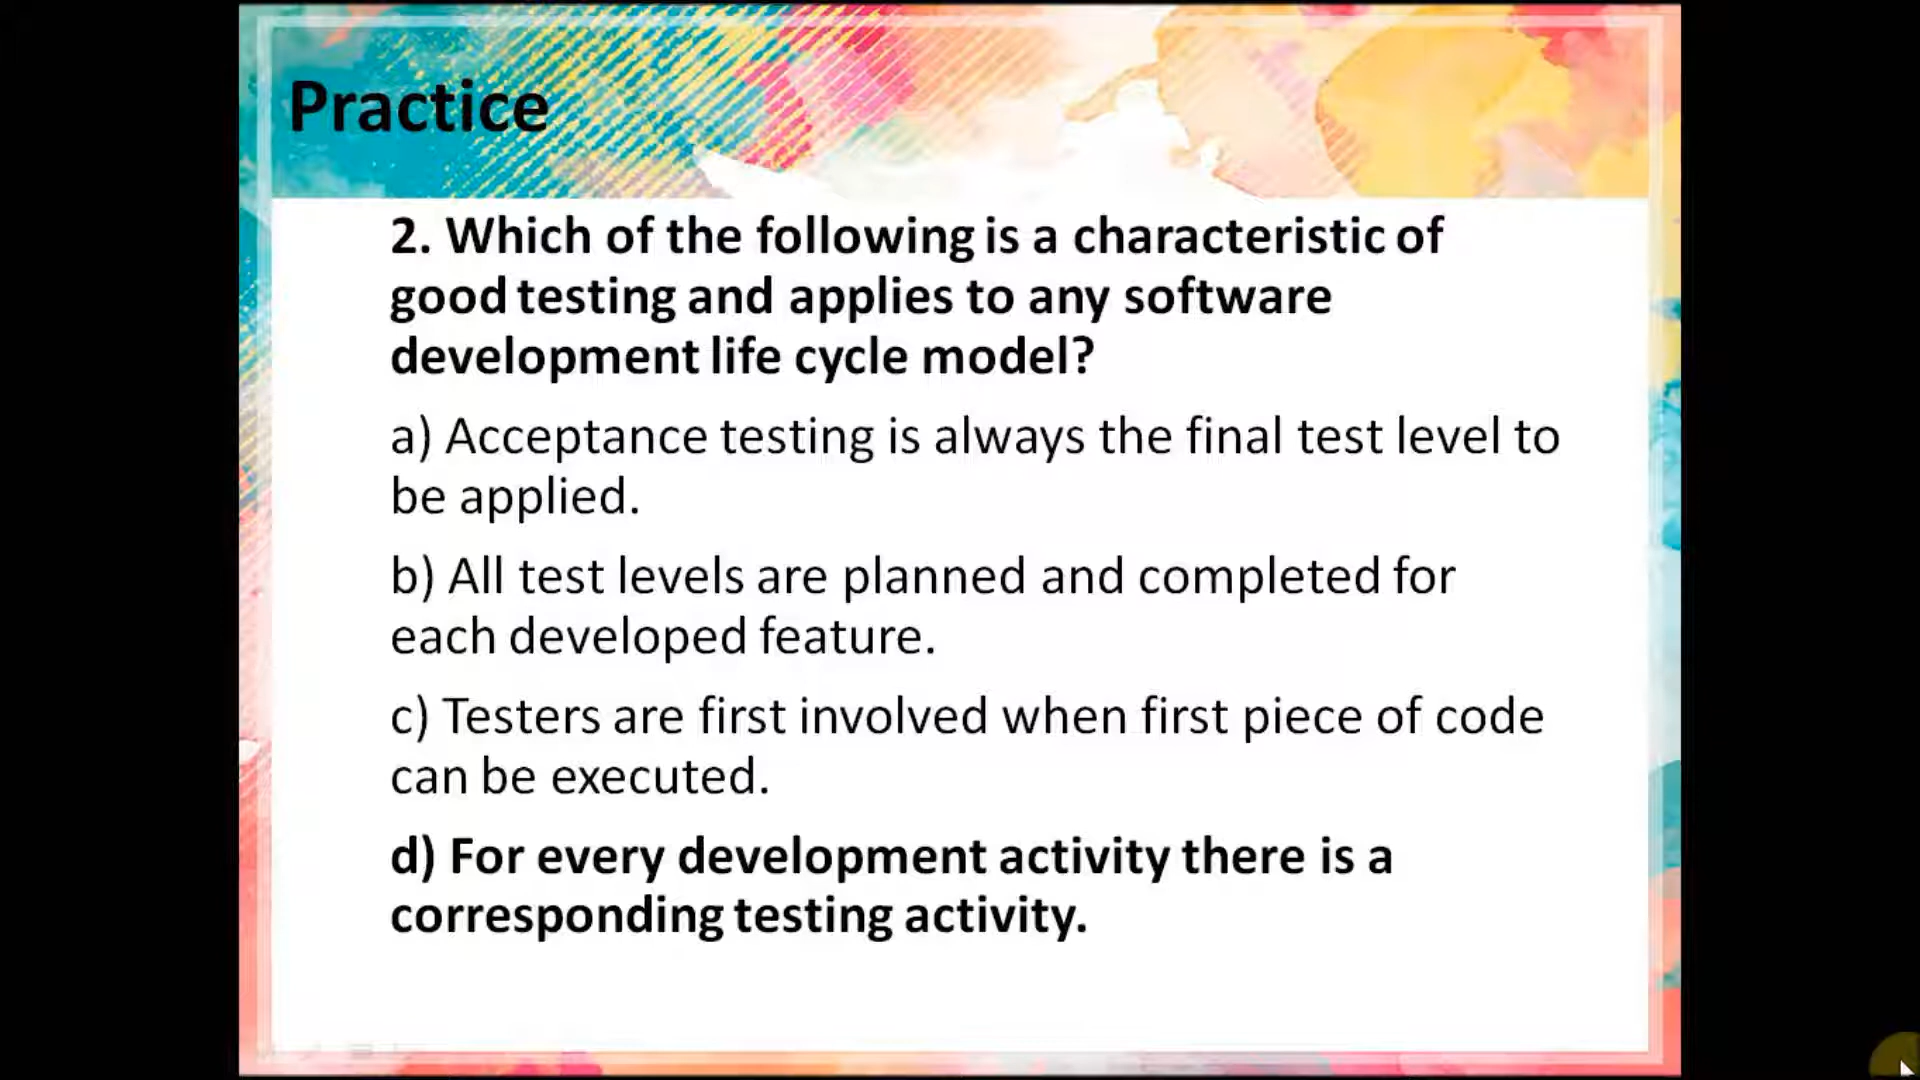 Practice
2. Which of the following is a characteristic of
good testing and applies to any software
development life cycle model?
a) Acceptance testing is always the final test level to
be applied.
b) All test levels are planned and completed for
each developed feature.
c) Testers are first involved when first piece of code
can be executed.
d) For every development activity there is a
corresponding testing activity.